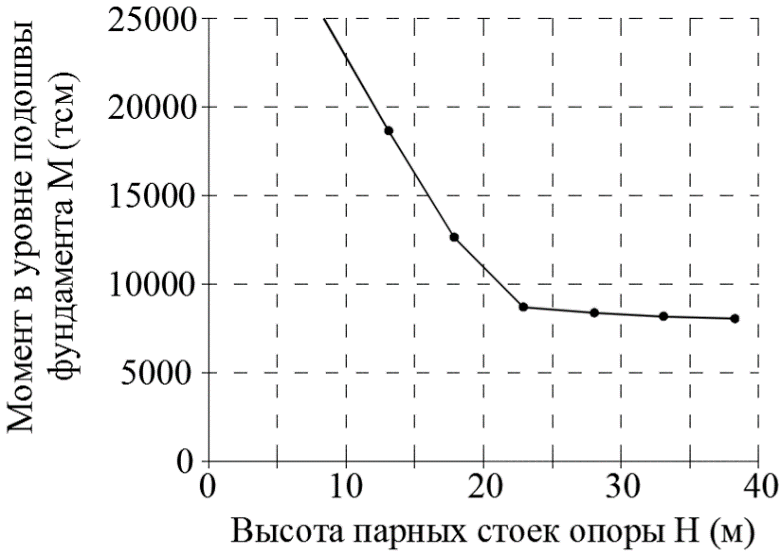 Момент в уровне подошвы
фундамента М (тсм)
25000
20000
15000
10000
5000
0
0 10 20 30 40
Высота парных стоек опоры Н (м)